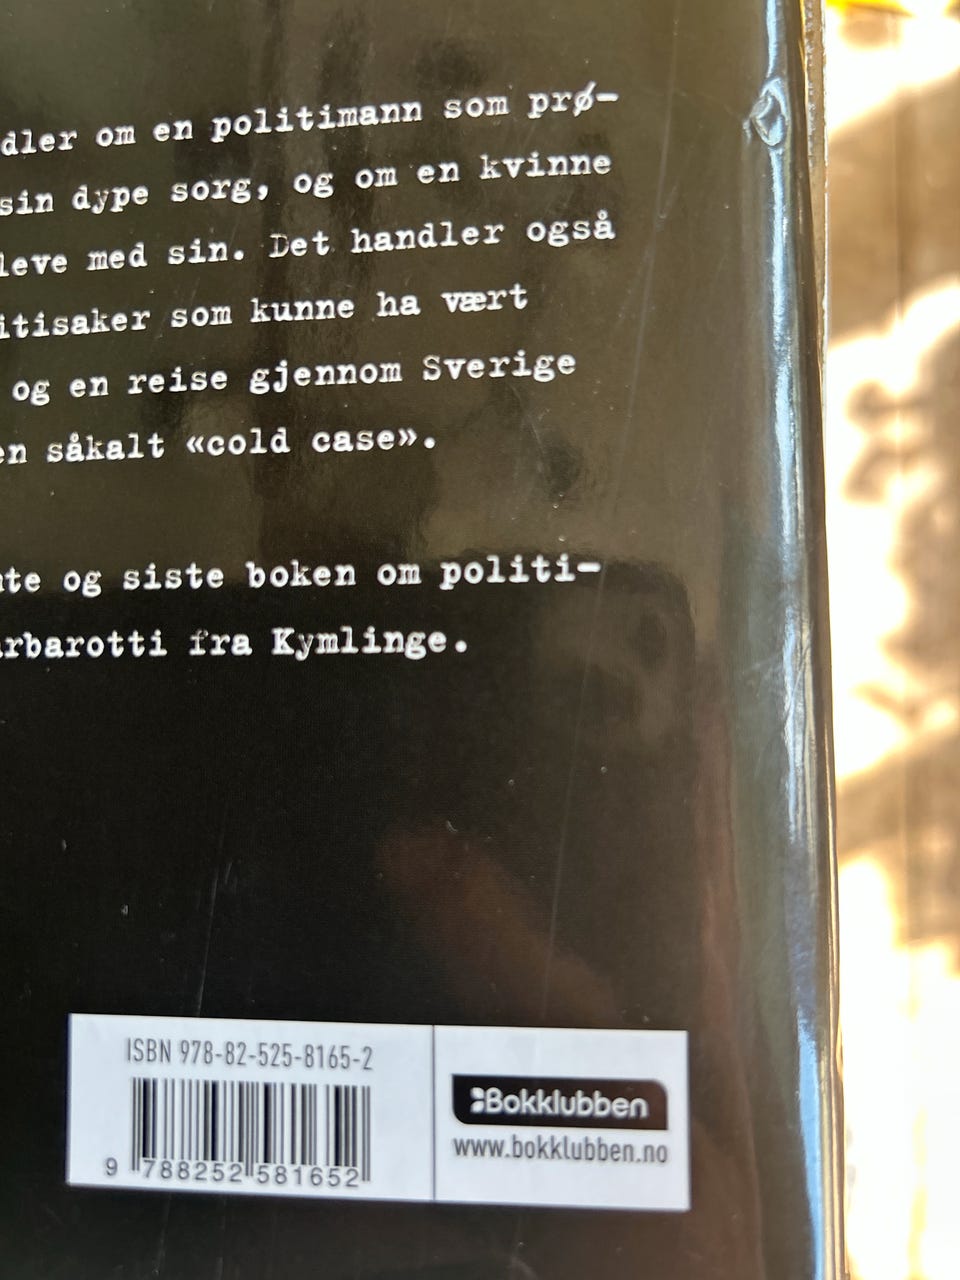 dler om en politimann som prø-
sin dype sorg, og om en kvinne
leve med sin. Det handler også
itisaker som kunne ha vært
og en reise gjennom Sverige
en såkalt «cold case».
te og siste boken om politi-
rbarotti fra Kymlinge.
ISBN 978-82-525-8165-2
9 788252 581652
Bokklubben
www.bokklubben.no